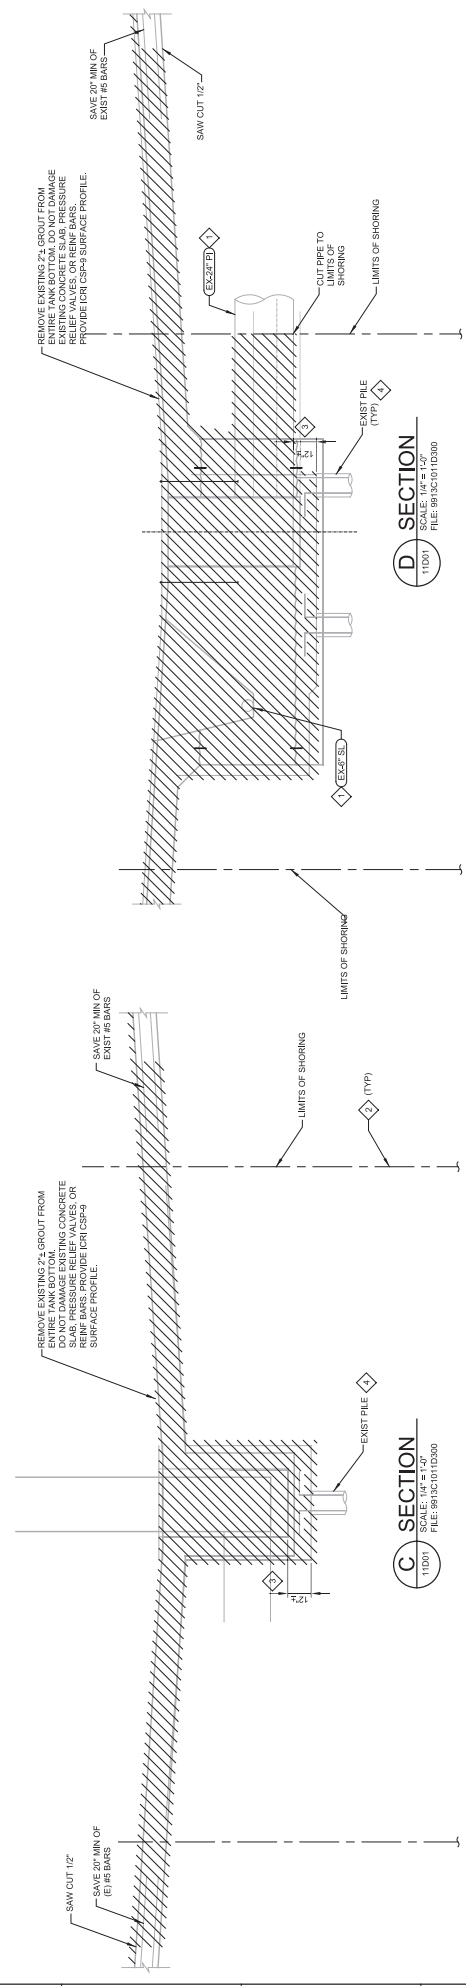 SAW CUT 1/2"
SAVE 20" MIN OF
(E) #5 BARS
REMOVE EXISTING 2"± GROUT FROM
ENTIRE TANK BOTTOM.
DO NOT DAMAGE EXISTING CONCRETE
SLAB, PRESSURE RELIEF VALVES, OR
REINF BARS. PROVIDE ICRI CSP-9
SURFACE PROFILE.
SAVE 20" MIN OF
EXIST #5 BARS
LIMITS OF SHORING
2 (TYP)
3
12"±
EXIST PILE 4
C SECTION
11D01
SCALE: 1/4" = 1'-0"
FILE: 9913C1011D300
REMOVE EXISTING 2"± GROUT FROM
ENTIRE TANK BOTTOM. DO NOT DAMAGE
EXISTING CONCRETE SLAB, PRESSURE
RELIEF VALVES, OR REINF BARS.
PROVIDE ICRI CSP-9 SURFACE PROFILE.
SAVE 20" MIN OF
EXIST #5 BARS
SAW CUT 1/2"
EX-24" PI 1
CUT PIPE TO
LIMITS OF
SHORING
LIMITS OF SHORING
3
12"±
EXIST PILE
(TYP) 4
1 EX-6" SL
LIMITS OF SHORING
D SECTION
11D01
SCALE: 1/4" = 1'-0"
FILE: 9913C1011D300